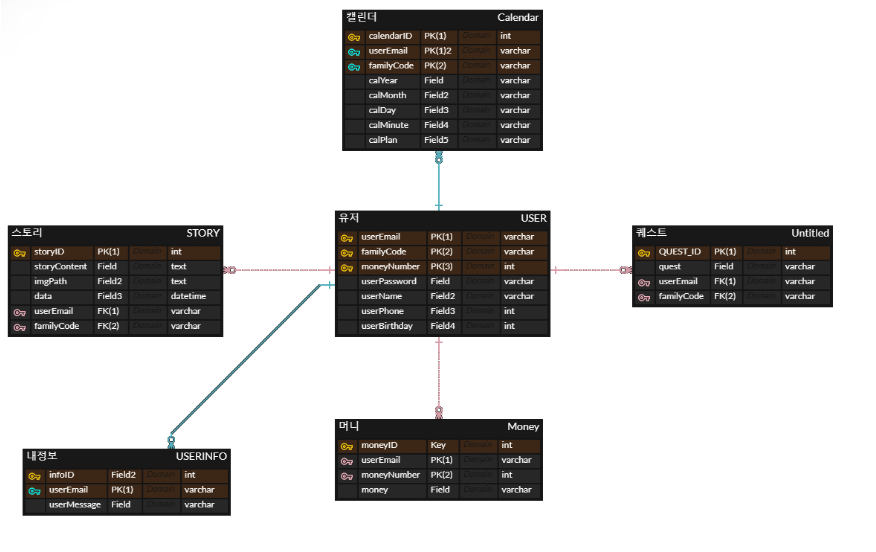 캘린더 Calendar
calendarID PK(1) Domain int
userEmail PK(1)2 Domain varchar
familyCode PK(2) Domain varchar
calYear Field Domain varchar
calMonth Field2 Domain varchar
calDay Field3 Domain varchar
calMinute Field4 Domain varchar
calPlan Field5 Domain varchar
스토리 STORY
storyID PK(1) Domain int
storyContent Field Domain text
imgPath Field2 Domain text
data Field3 Domain datetime
userEmail FK(1) Domain varchar
familyCode FK(2) Domain varchar
유저 USER
userEmail PK(1) Domain varchar
familyCode PK(2) Domain varchar
moneyNumber PK(3) Domain int
userPassword Field Domain varchar
userName Field2 Domain varchar
userPhone Field3 Domain int
userBirthday Field4 Domain int
퀘스트 Untitled
QUEST_ID PK(1) Domain int
quest Field Domain varchar
userEmail FK(1) Domain varchar
familyCode FK(2) Domain varchar
내정보 USERINFO
infoID Field2 Domain int
userEmail PK(1) Domain varchar
userMessage Field Domain varchar
머니 Money
moneyID Key Domain int
userEmail PK(1) Domain varchar
moneyNumber PK(2) Domain int
money Field Domain varchar